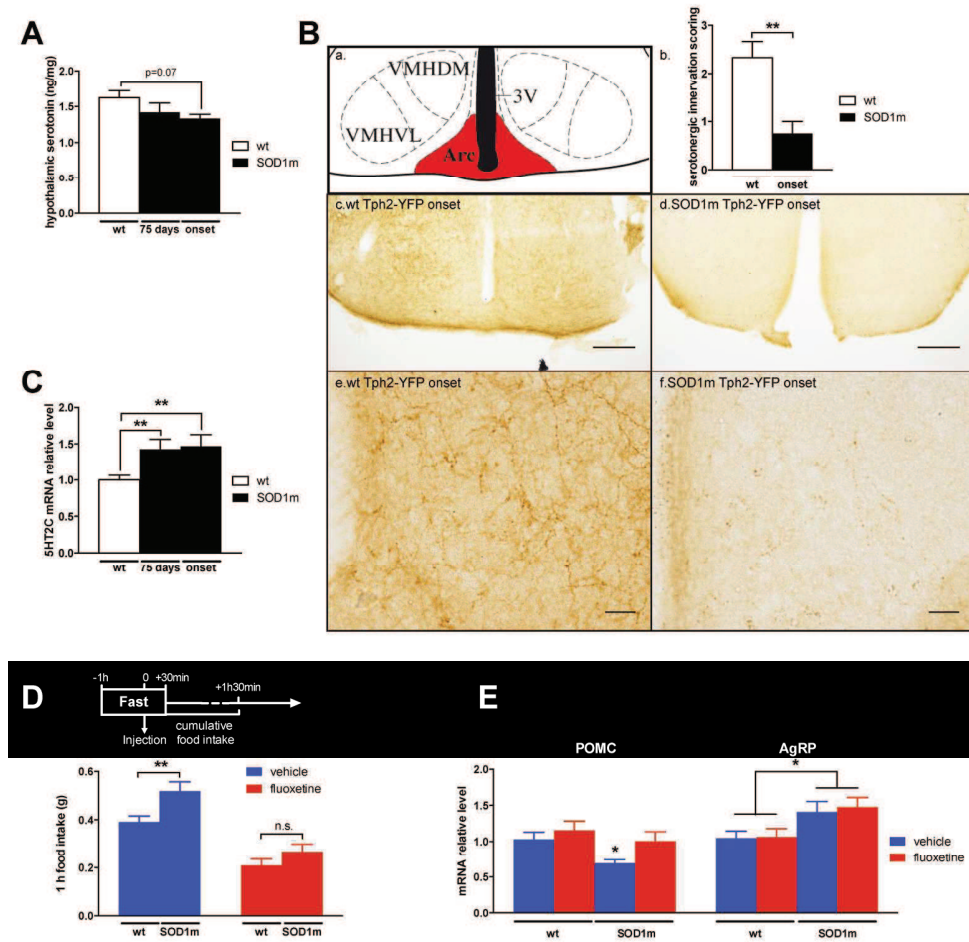 A
hypothalamic serotonin (ng/mg)
2.0
1.5
1.0
0.5
0.0
p=0.07
wt
SOD1m
wt 75 days onset
B
a.
VMHDM
3V
VMHVL
Arc
b.
serotonergic innervation scoring
3
2
1
0
**
wt
SOD1m
wt onset
c.wt Tph2-YFP onset
d.SOD1m Tph2-YFP onset
e.wt Tph2-YFP onset
f.SOD1m Tph2-YFP onset
C
5HT2C mRNA relative level
2.0
1.5
1.0
0.5
0.0
**
**
wt
SOD1m
wt 75 days onset
D
-1h 0 +30min
+1h30min
Fast
Injection
cumulative
food intake
1 h food intake (g)
0.6
0.4
0.2
0.0
**
n.s.
vehicle
fluoxetine
wt SOD1m wt SOD1m
E
POMC AgRP
mRNA relative level
2.0
1.5
1.0
0.5
0.0
*
*
vehicle
fluoxetine
wt SOD1m wt SOD1m